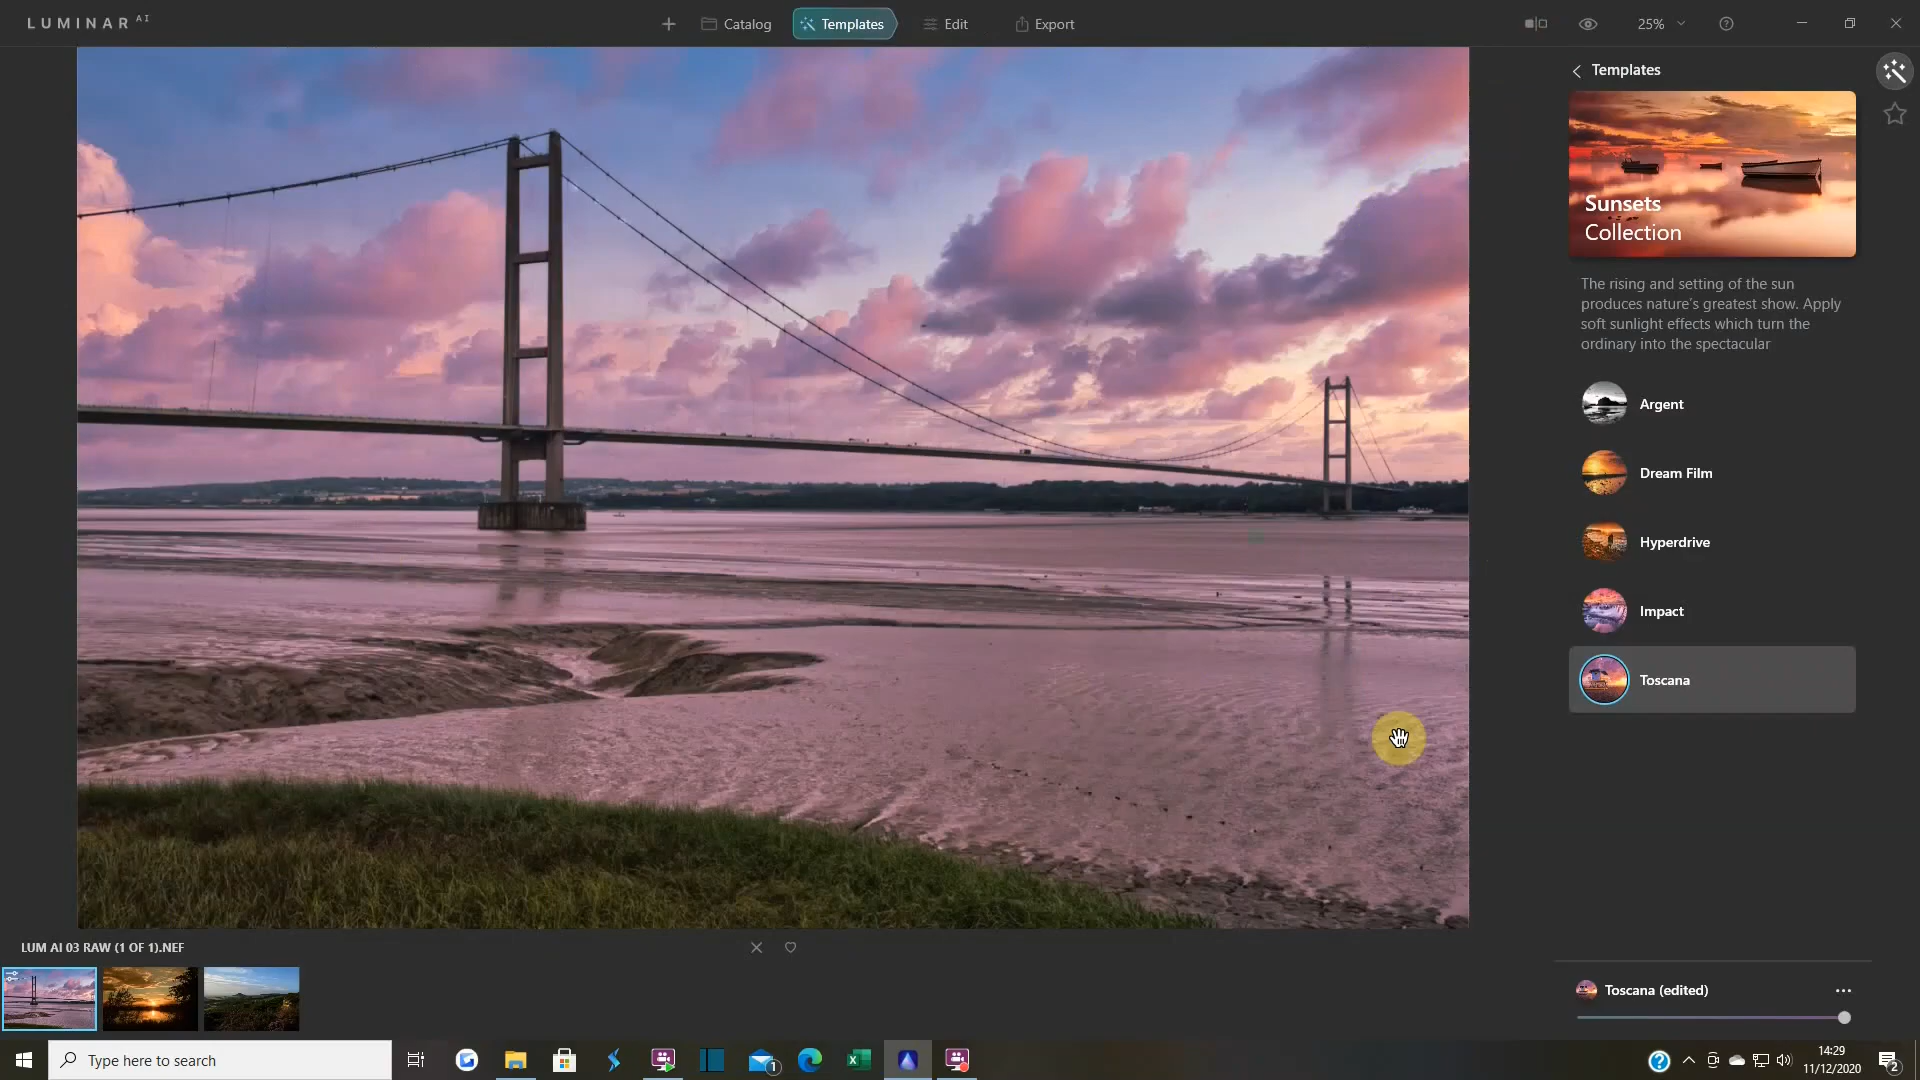 LUMINAR AI
Catalog
Templates
Edit
Export
25%
Templates
Sunsets
Collection
The rising and setting of the sun
produces nature's greatest show. Apply
soft sunlight effects which turn the
ordinary into the spectacular
Argent
Dream Film
Hyperdrive
Impact
Toscana
LUM AI 03 RAW (1 OF 1).NEF
Toscana (edited)
Type here to search
1
14:29
11/12/2020
2